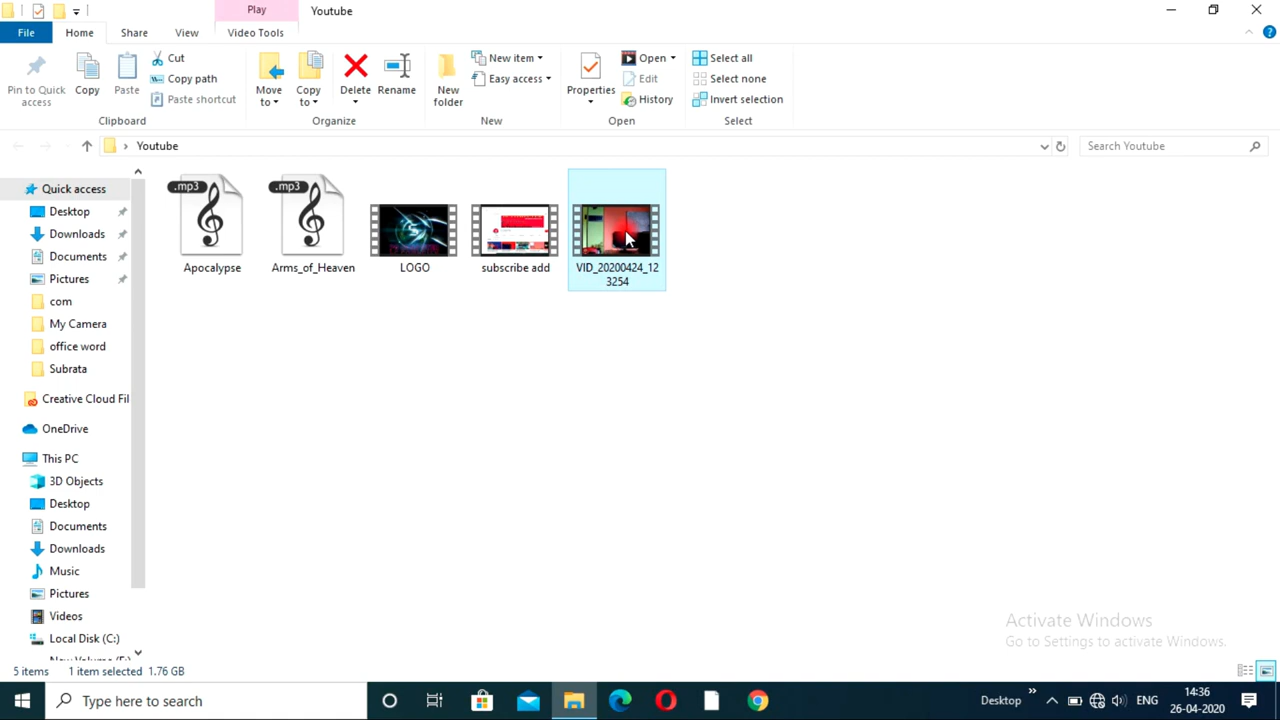 Play
Youtube
File
Home
Share
View
Video Tools
Pin to Quick access
Copy
Paste
Cut
Copy path
Paste shortcut
Clipboard
Move to
Copy to
Delete
Rename
Organize
New folder
New item
Easy access
New
Properties
Open
Edit
History
Open
Select all
Select none
Invert selection
Select
Youtube
Search Youtube
Quick access
Desktop
Downloads
Documents
Pictures
com
My Camera
office word
Subrata
Creative Cloud Fil
OneDrive
This PC
3D Objects
Desktop
Documents
Downloads
Music
Pictures
Videos
Local Disk (C:)
.mp3
Apocalypse
.mp3
Arms_of_Heaven
LOGO
subscribe add
VID_20200424_12
3254
Activate Windows
Go to Settings to activate Windows.
5 items
1 item selected 1.76 GB
Type here to search
Desktop
ENG
14:36
26-04-2020